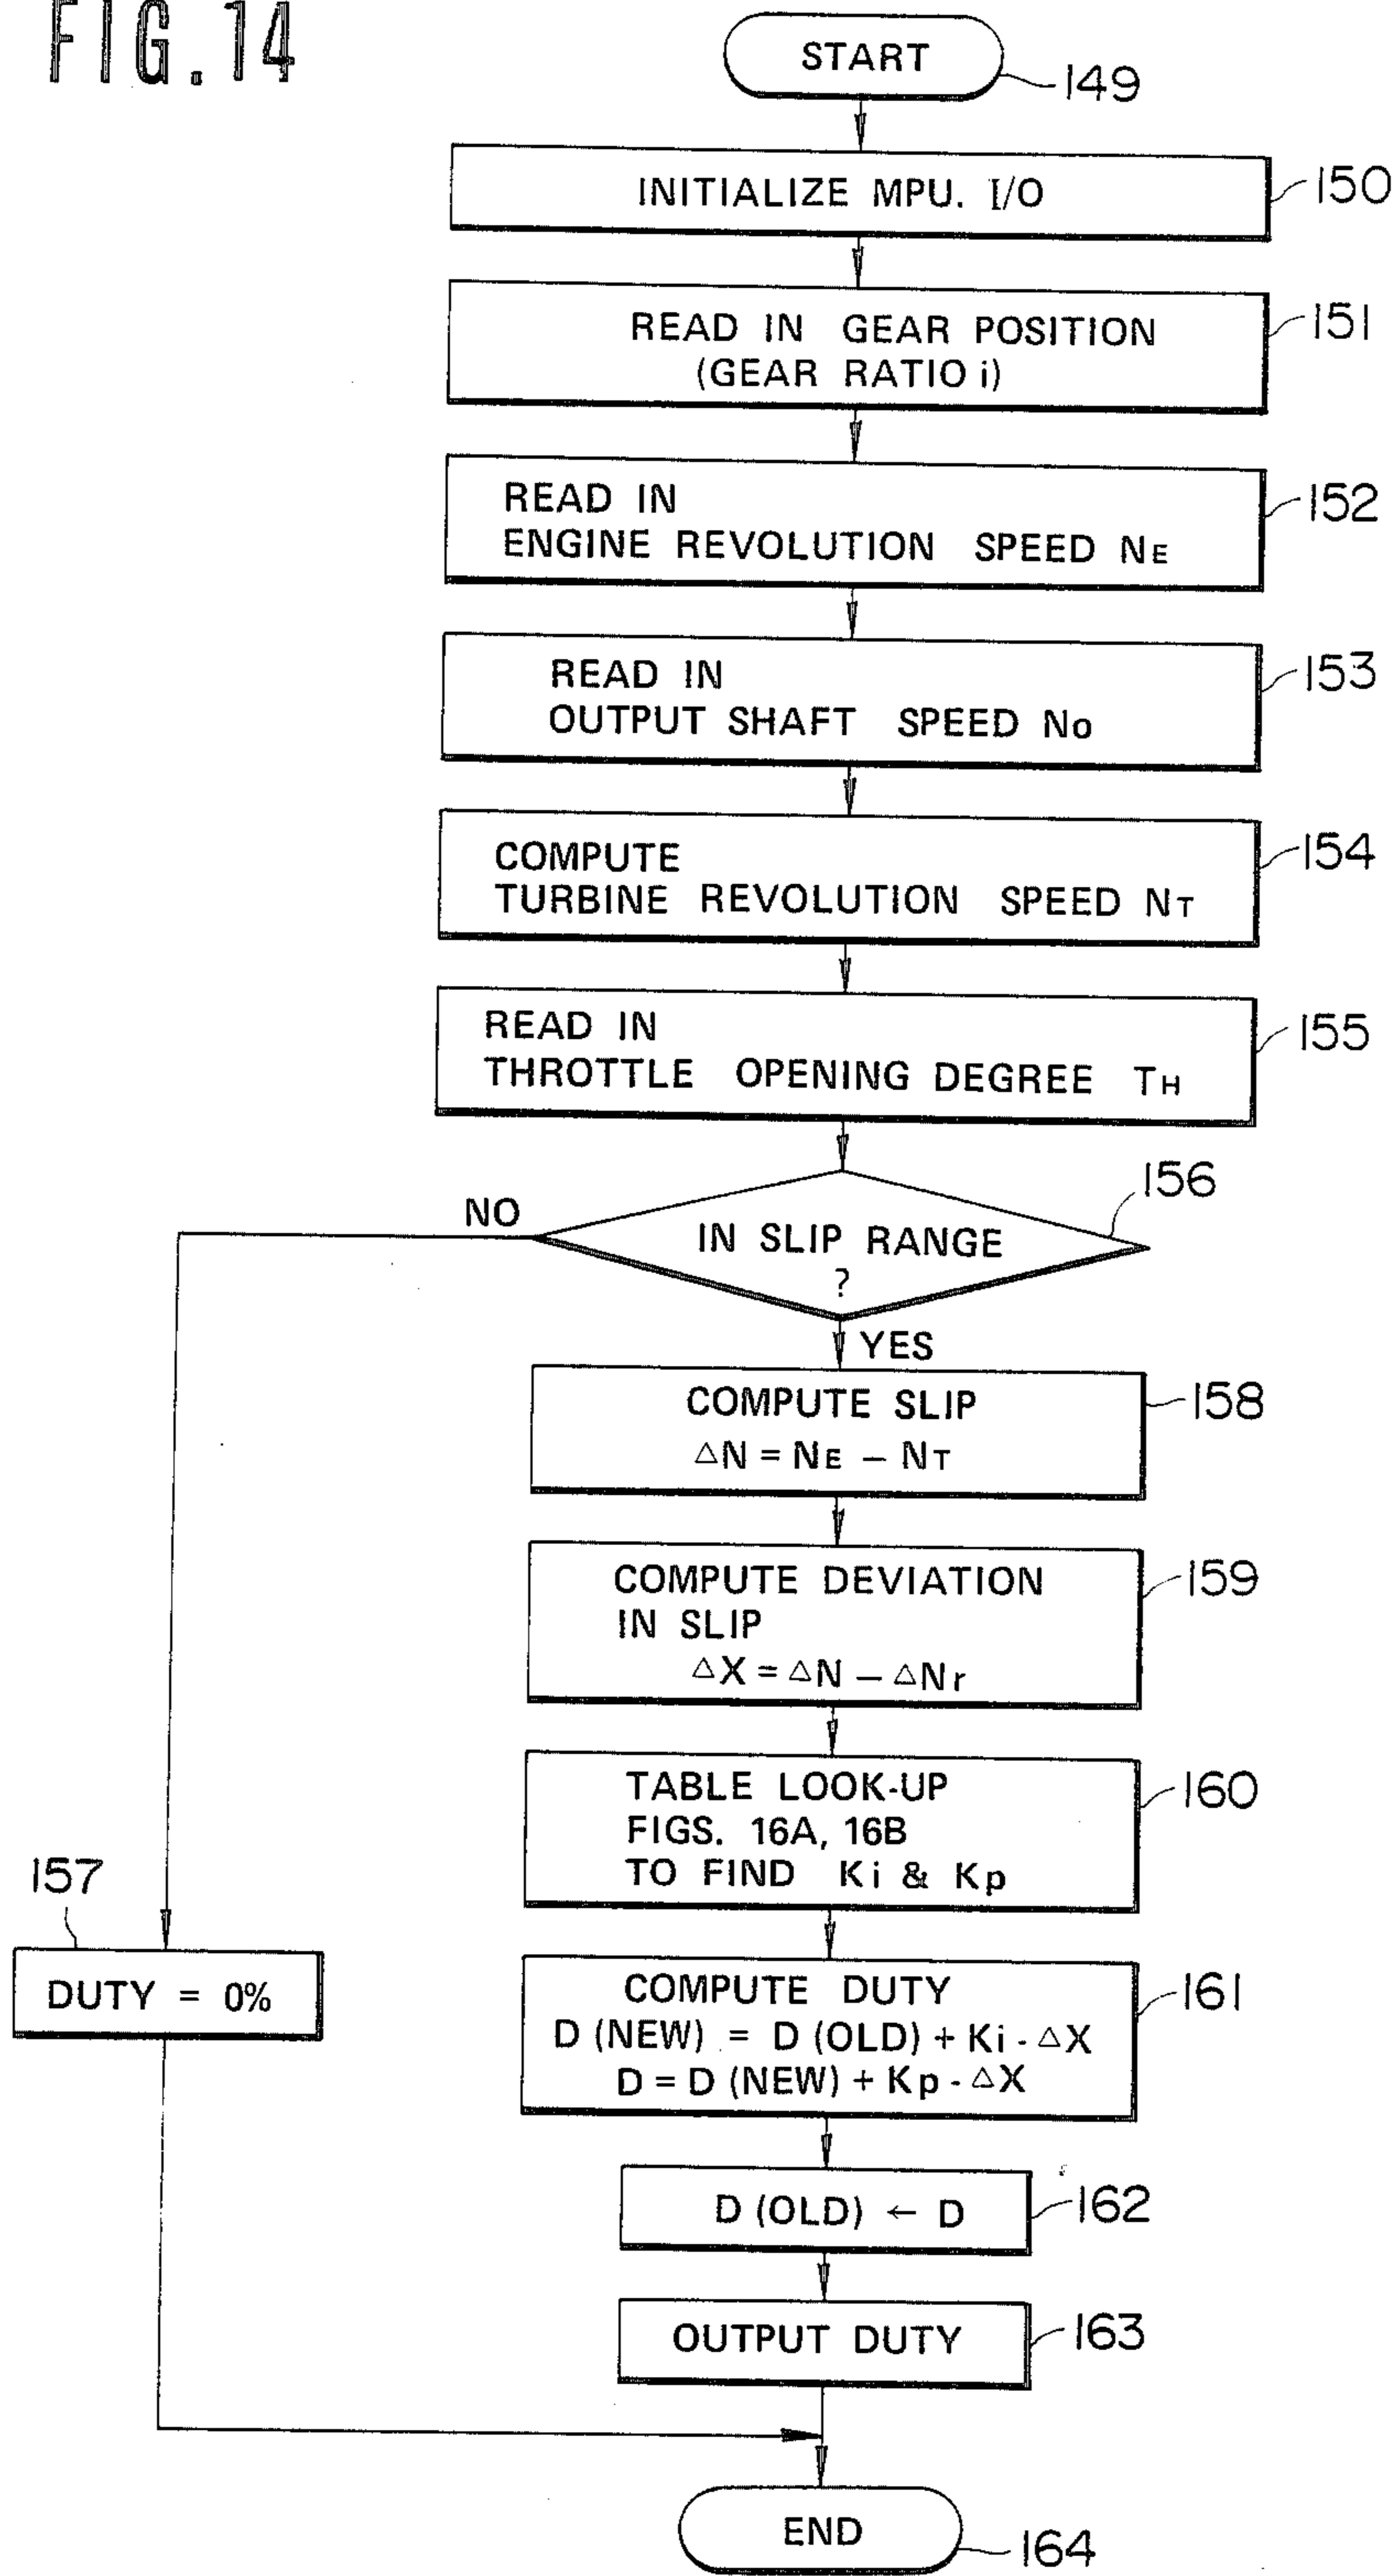 FIG.14
START
149
INITIALIZE MPU. I/O
150
READ IN GEAR POSITION
(GEAR RATIO i)
151
READ IN
ENGINE REVOLUTION SPEED NE
152
READ IN
OUTPUT SHAFT SPEED No
153
COMPUTE
TURBINE REVOLUTION SPEED NT
154
READ IN
THROTTLE OPENING DEGREE TH
155
IN SLIP RANGE
?
156
NO
YES
COMPUTE SLIP
△N = NE − NT
158
COMPUTE DEVIATION
IN SLIP
△X = △N − △Nr
159
TABLE LOOK-UP
FIGS. 16A, 16B
TO FIND Ki & Kp
160
157
DUTY = 0%
COMPUTE DUTY
D (NEW) = D (OLD) + Ki · △X
D = D (NEW) + Kp · △X
161
D (OLD) ← D
162
OUTPUT DUTY
163
END
164